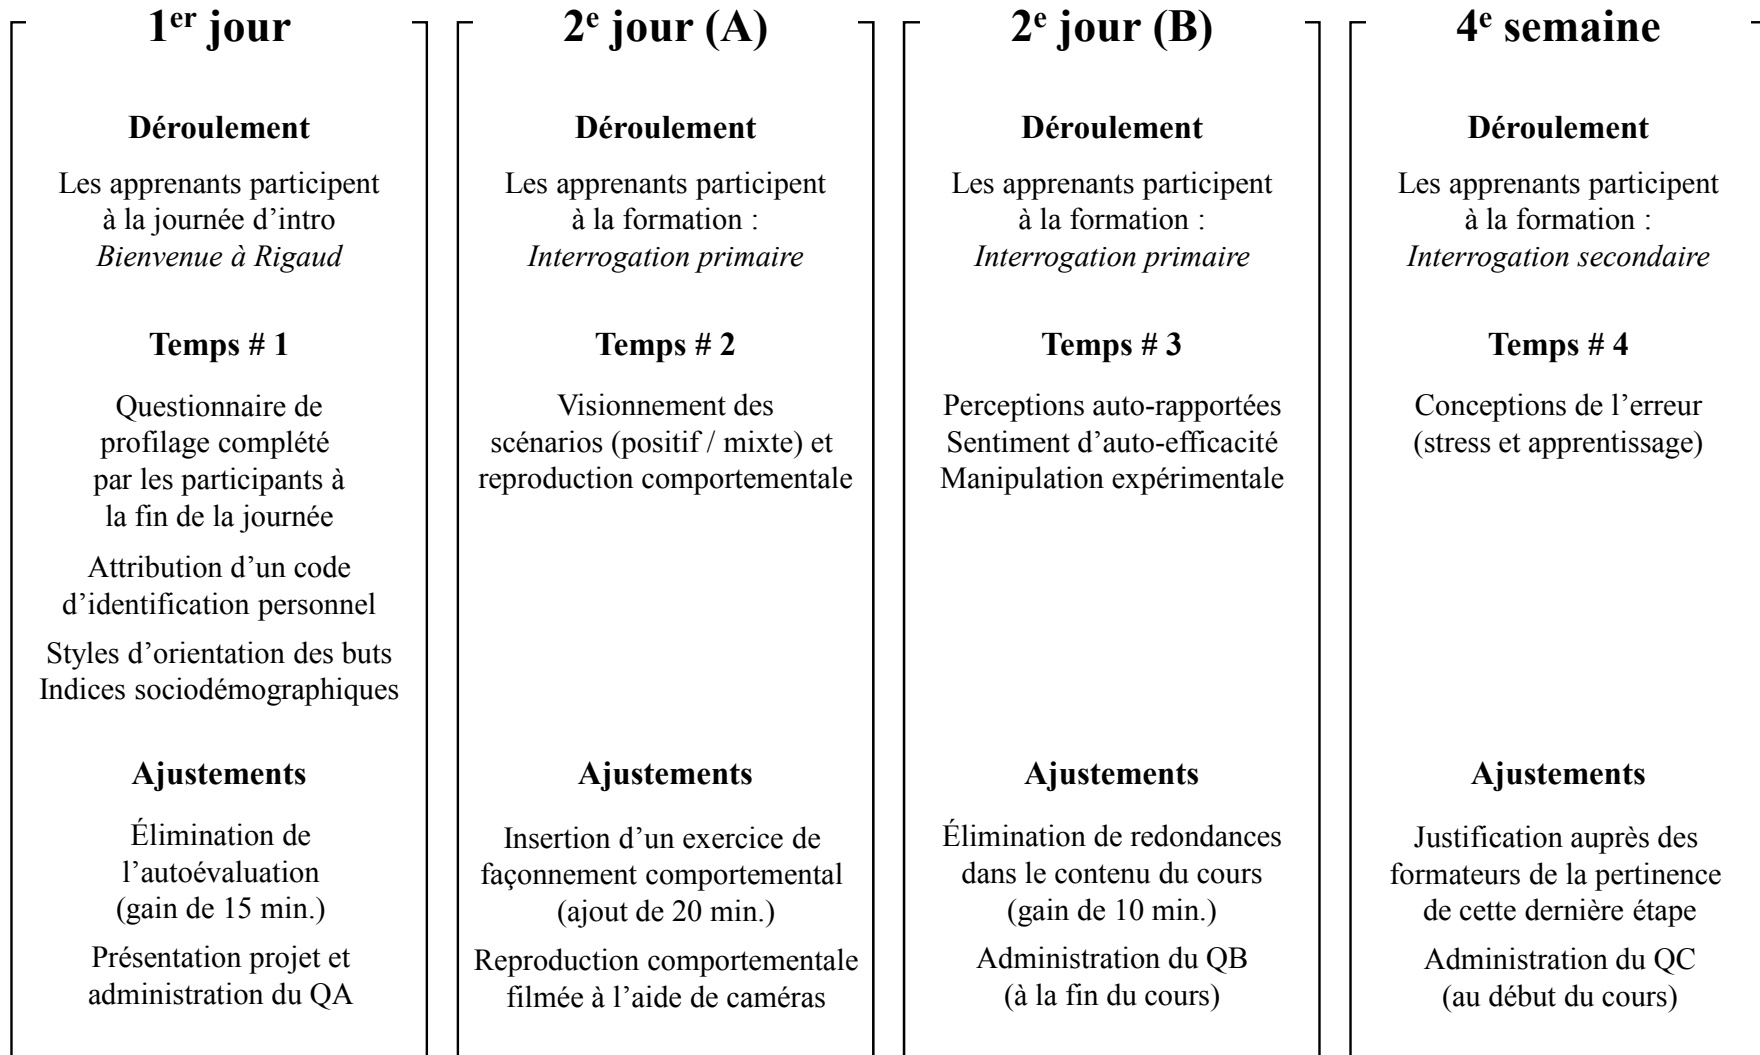 1er jour
Déroulement
Les apprenants participent
à la journée d’intro
Bienvenue à Rigaud
Temps # 1
Questionnaire de
profilage complété
par les participants à
la fin de la journée
Attribution d’un code
d’identification personnel
Styles d’orientation des buts
Indices sociodémographiques
Ajustements
Élimination de
l’autoévaluation
(gain de 15 min.)
Présentation projet et
administration du QA
2e jour (A)
Déroulement
Les apprenants participent
à la formation :
Interrogation primaire
Temps # 2
Visionnement des
scénarios (positif / mixte) et
reproduction comportementale
Ajustements
Insertion d’un exercice de
façonnement comportemental
(ajout de 20 min.)
Reproduction comportementale
filmée à l’aide de caméras
2e jour (B)
Déroulement
Les apprenants participent
à la formation :
Interrogation primaire
Temps # 3
Perceptions auto-rapportées
Sentiment d’auto-efficacité
Manipulation expérimentale
Ajustements
Élimination de redondances
dans le contenu du cours
(gain de 10 min.)
Administration du QB
(à la fin du cours)
4e semaine
Déroulement
Les apprenants participent
à la formation :
Interrogation secondaire
Temps # 4
Conceptions de l’erreur
(stress et apprentissage)
Ajustements
Justification auprès des
formateurs de la pertinence
de cette dernière étape
Administration du QC
(au début du cours)